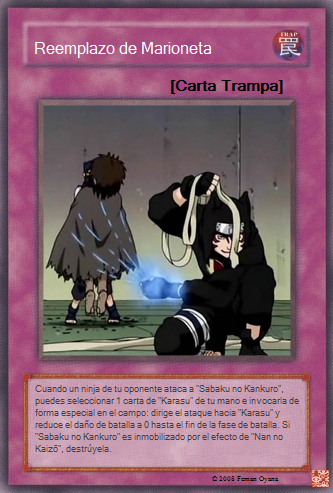 Reemplazo de Marioneta
TRAP
罠
[Carta Trampa]
Cuando un ninja de tu oponente ataca a "Sabaku no Kankuro",
puedes seleccionar 1 carta de "Karasu" de tu mano e invocarla de
forma especial en el campo: dirige el ataque hacia "Karasu" y
reduce el daño de batalla a 0 hasta el fin de la fase de batalla. Si
"Sabaku no Kankuro" es inmobilizado por el efecto de "Nan no
Kaizô", destrúyela.
© 2008 Fernan Oyana